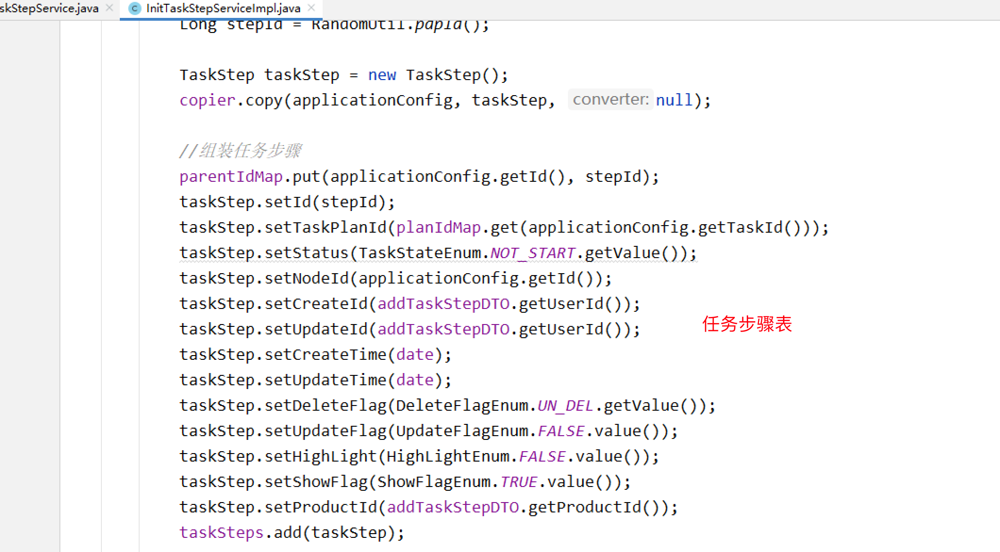 skStepService.java
InitTaskStepServiceImpl.java
Long stepId = RandomUtil.papId();
TaskStep taskStep = new TaskStep();
copier.copy(applicationConfig, taskStep, converter: null);
//组装任务步骤
parentIdMap.put(applicationConfig.getId(), stepId);
taskStep.setId(stepId);
taskStep.setTaskPlanId(planIdMap.get(applicationConfig.getTaskId()));
taskStep.setStatus(TaskStateEnum.NOT_START.getValue());
taskStep.setNodeId(applicationConfig.getId());
taskStep.setCreateId(addTaskStepDTO.getUserId());
任务步骤表
taskStep.setUpdateId(addTaskStepDTO.getUserId());
taskStep.setCreateTime(date);
taskStep.setUpdateTime(date);
taskStep.setDeleteFlag(DeleteFlagEnum.UN_DEL.getValue());
taskStep.setUpdateFlag(UpdateFlagEnum.FALSE.value());
taskStep.setHighLight(HighLightEnum.FALSE.value());
taskStep.setShowFlag(ShowFlagEnum.TRUE.value());
taskStep.setProductId(addTaskStepDTO.getProductId());
taskSteps.add(taskStep);